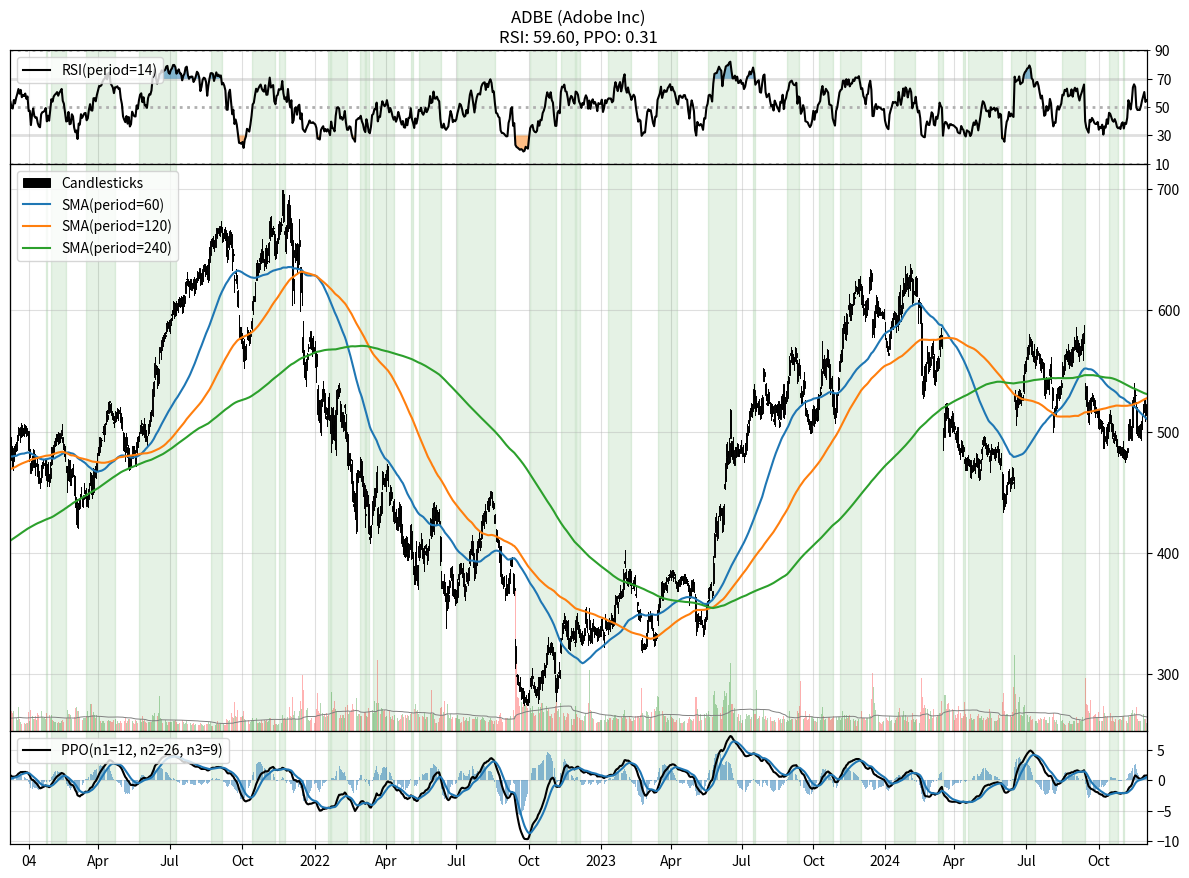 ADBE (Adobe Inc)
RSI: 59.60, PPO: 0.31
RSI(period=14)
90
70
50
30
10
Candlesticks
SMA(period=60)
SMA(period=120)
SMA(period=240)
700
600
500
400
300
PPO(n1=12, n2=26, n3=9)
5
0
−5
−10
04 Apr Jul Oct 2022 Apr Jul Oct 2023 Apr Jul Oct 2024 Apr Jul Oct